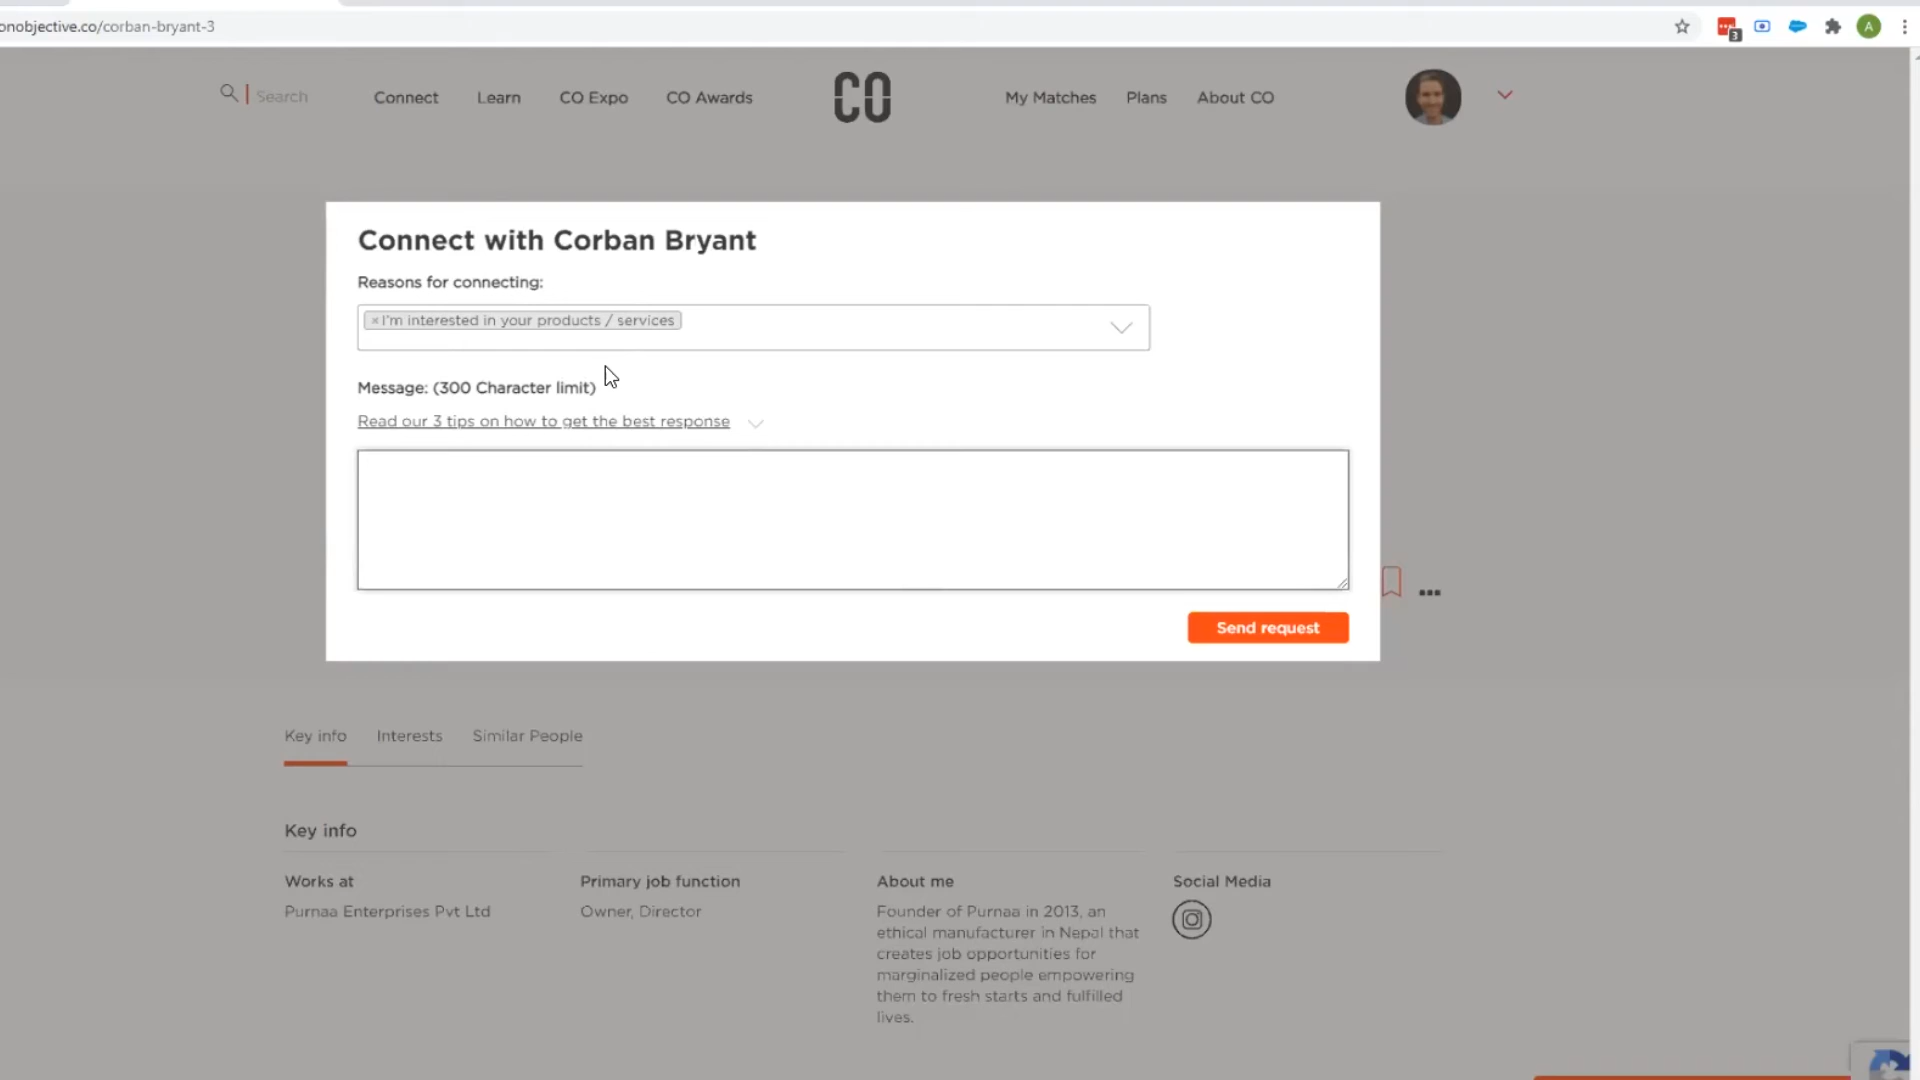 onobjective.co/corban-bryant-3
3
A
Search
Connect
Learn
CO Expo
CO Awards
CO
My Matches
Plans
About CO
Connect with Corban Bryant
Reasons for connecting:
×I'm interested in your products / services
Message: (300 Character limit)
Read our 3 tips on how to get the best response
Send request
Key info
Interests
Similar People
Key info
Works at
Purnaa Enterprises Pvt Ltd
Primary job function
Owner, Director
About me
Founder of Purnaa in 2013, an
ethical manufacturer in Nepal that
creates job opportunities for
marginalized people empowering
them to fresh starts and fulfilled
lives.
Social Media